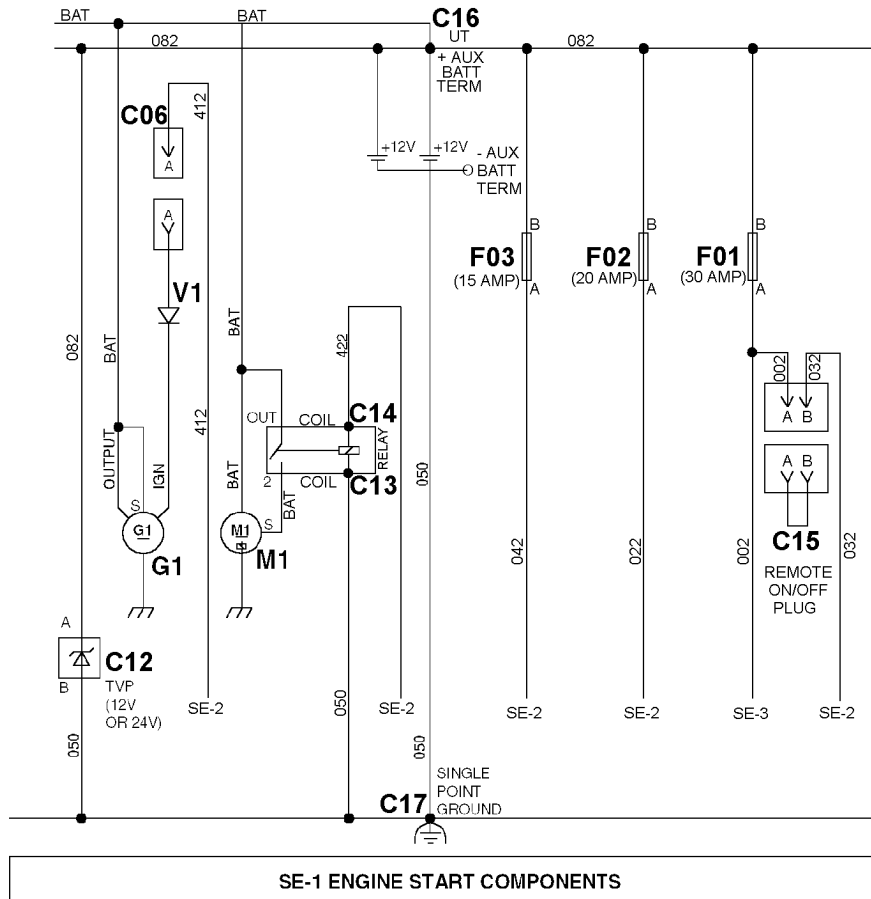 BAT
BAT
C16
UT
082
082
+ AUX
BATT
TERM
C06
412
A
A
+12V
+12V
- AUX
BATT
TERM
B
B
B
F03
(15 AMP)
F02
(20 AMP)
F01
(30 AMP)
A
A
A
V1
082
BAT
BAT
422
002
032
A B
OUT
COIL
C14
RELAY
412
OUTPUT
IGN
BAT
2
COIL
C13
BAT
050
A B
S
G1
G1
M1
S
M1
042
022
002
C15
032
REMOTE
ON/OFF
PLUG
A
C12
B
TVP
(12V
OR 24V)
SE-2
SE-2
SE-2
SE-2
SE-3
SE-2
050
050
050
SINGLE
POINT
GROUND
C17
SE-1 ENGINE START COMPONENTS